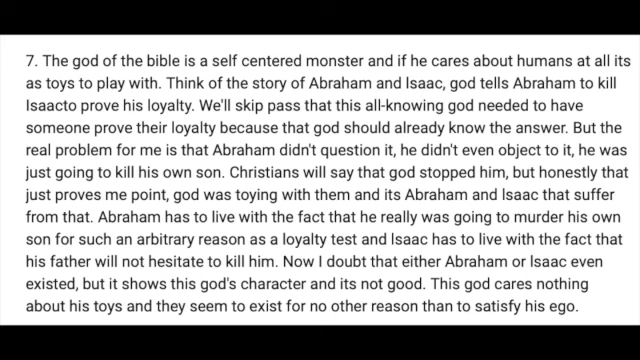 7. The god of the bible is a self centered monster and if he cares about humans at all its
as toys to play with. Think of the story of Abraham and Isaac, god tells Abraham to kill
Isaacto prove his loyalty. We'll skip pass that this all-knowing god needed to have
someone prove their loyalty because that god should already know the answer. But the
real problem for me is that Abraham didn't question it, he didn't even object to it, he was
just going to kill his own son. Christians will say that god stopped him, but honestly that
just proves me point, god was toying with them and its Abraham and Isaac that suffer
from that. Abraham has to live with the fact that he really was going to murder his own
son for such an arbitrary reason as a loyalty test and Isaac has to live with the fact that
his father will not hesitate to kill him. Now I doubt that either Abraham or Isaac even
existed, but it shows this god's character and its not good. This god cares nothing
about his toys and they seem to exist for no other reason than to satisfy his ego.